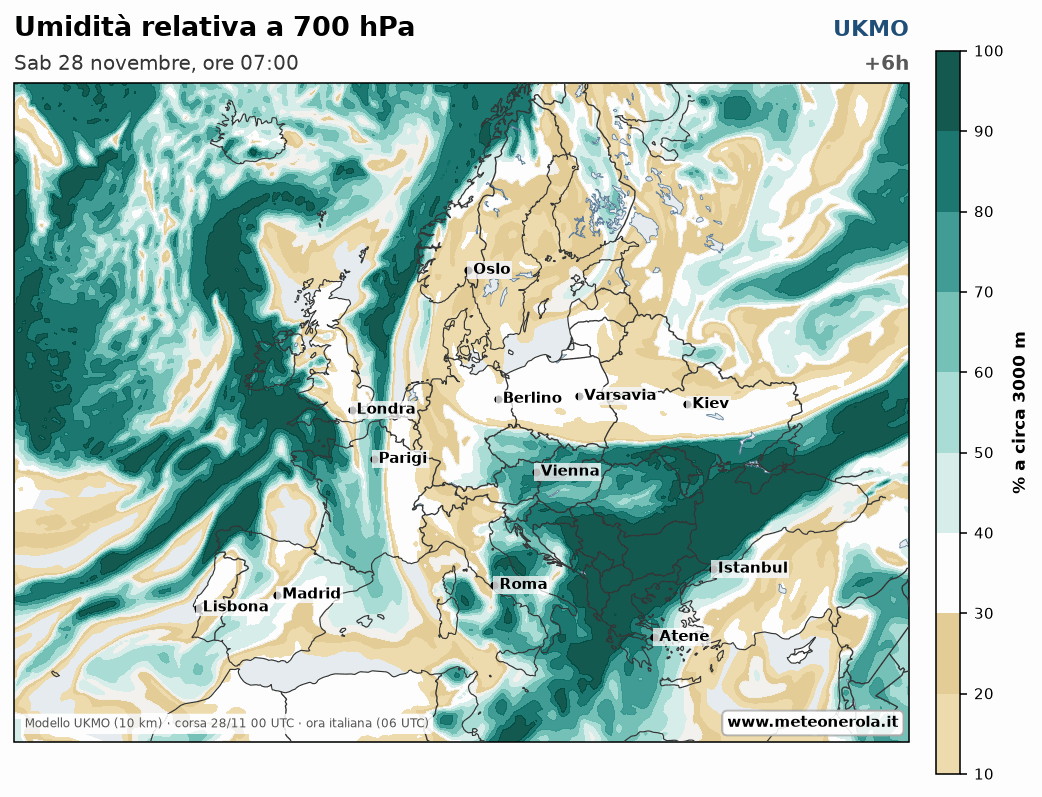 Umidità relativa a 700 hPa
UKMO
Sab 28 novembre, ore 07:00
+6h
100
90
80
70
60
50
40
30
20
10
% a circa 3000 m
Oslo
Berlino
Varsavia
Kiev
Londra
Parigi
Vienna
Istanbul
Roma
Madrid
Lisbona
Atene
Modello UKMO (10 km) · corsa 28/11 00 UTC · ora italiana (06 UTC)
www.meteonerola.it